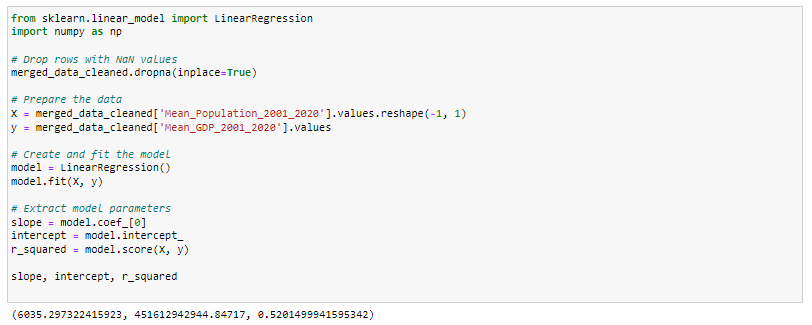 from sklearn.linear_model import LinearRegression
import numpy as np
# Drop rows with NaN values
merged_data_cleaned.dropna(inplace=True)
# Prepare the data
X = merged_data_cleaned['Mean_Population_2001_2020'].values.reshape(-1, 1)
y = merged_data_cleaned['Mean_GDP_2001_2020'].values
# Create and fit the model
model = LinearRegression()
model.fit(X, y)
# Extract model parameters
slope = model.coef_[0]
intercept = model.intercept_
r_squared = model.score(X, y)
slope, intercept, r_squared
(6035.297322415923, 451612942944.84717, 0.5201499941595342)